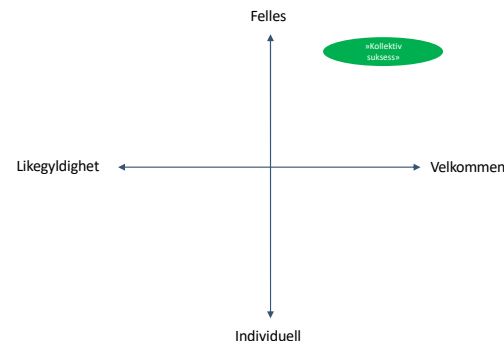 Felles
»Kollektiv
suksess»
Likegyldighet
Velkommen
Individuell